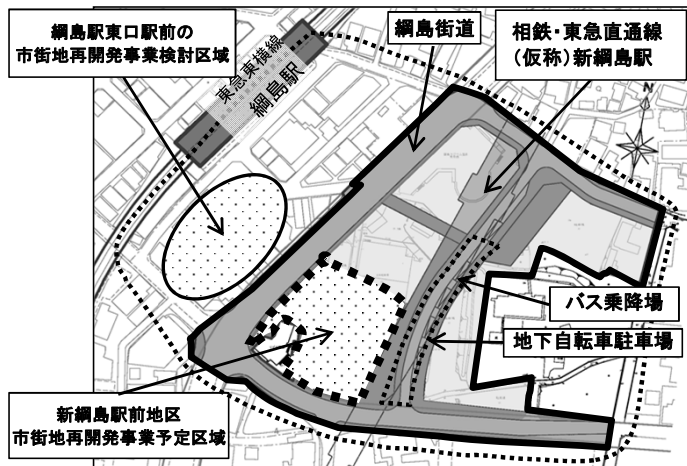 綱島駅東口駅前の
市街地再開発事業検討区域
東急東横線
綱島駅
綱島街道
相鉄・東急直通線
(仮称)新綱島駅
N
バス乗降場
地下自転車駐車場
新綱島駅前地区
市街地再開発事業予定区域